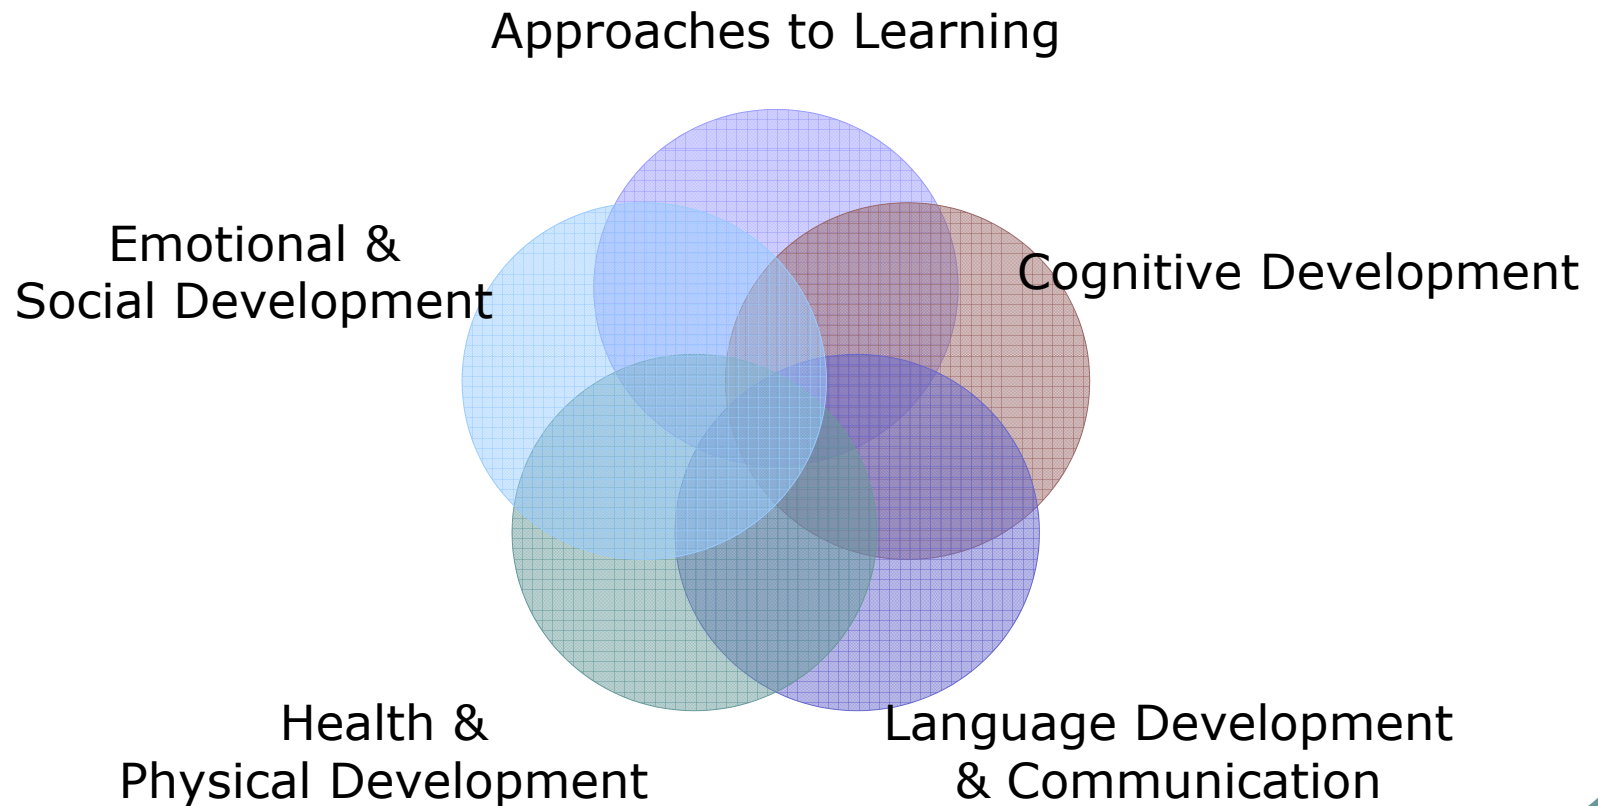 Approaches to Learning
Emotional &
Social Development
Cognitive Development
Health &
Physical Development
Language Development
& Communication